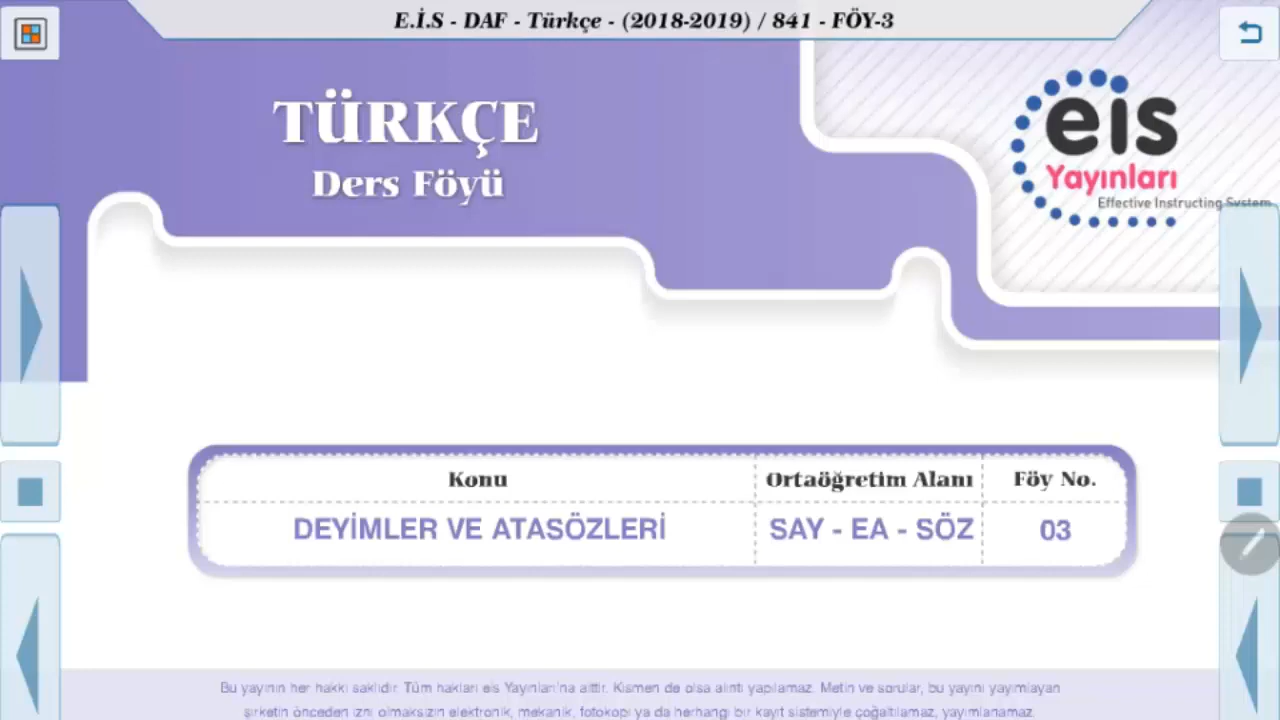 E.İ.S - DAF - Türkçe - (2018-2019) / 841 - FÖY-3
TÜRKÇE
Ders Föyü
eis
Yayınları
Effective Instructing System
Konu
Ortaöğretim Alanı
Föy No.
DEYİMLER VE ATASÖZLERİ
SAY - EA - SÖZ
03
Bu yayının her hakkı saklıdır. Tüm hakları eis Yayınları'na aittir. Kısmen de olsa alıntı yapılamaz. Metin ve sorular, bu yayını yayımlayan
şirketin önceden izni olmaksızın elektronik, mekanik, fotokopi ya da herhangi bir kayıt sistemiyle çoğaltılamaz, yayımlanamaz.